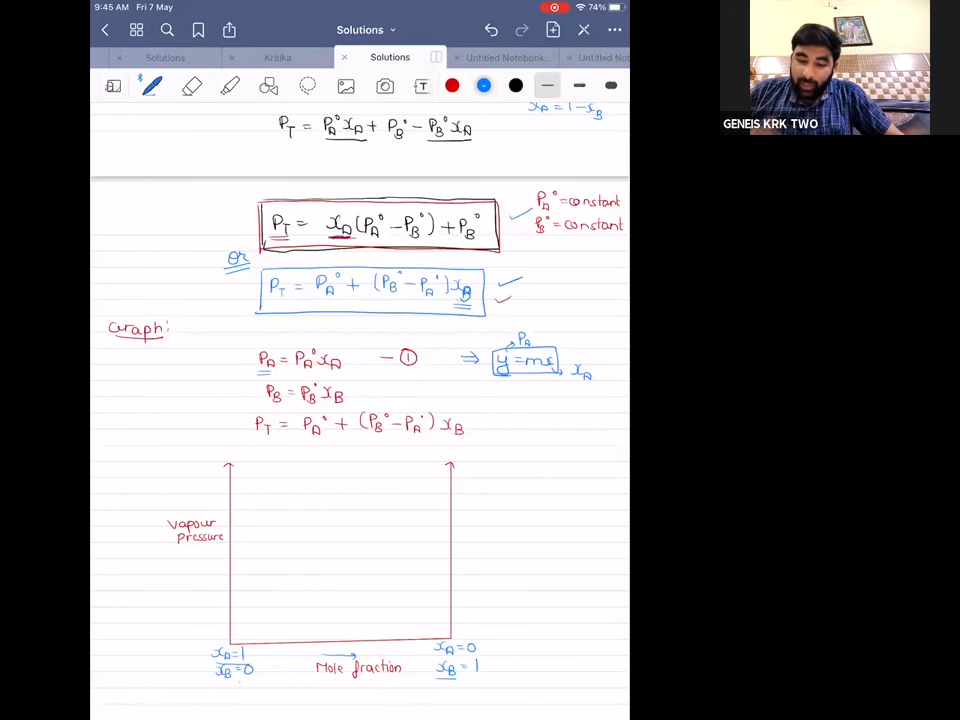 9:45 AM Fri 7 May 74%
Solutions
Solutions Kritika Solutions Untitled Notebook... Untitled No
x_A = 1 - x_B
P_T = P_A° x_A + P_B° - P_B° x_A
P_A° = constant
P_T = x_A (P_A° - P_B°) + P_B°
P_B° = constant
or
P_T = P_A° + (P_B° - P_A°) x_B
Graph:
P_A
P_A = P_A° x_A - ① ⇒ y = mx
x_A
P_B = P_B° x_B
P_T = P_A° + (P_B° - P_A°) x_B
Vapour
Pressure
x_A = 1 x_A = 0
x_B = 0 Mole fraction x_B = 1
GENEIS KRK TWO